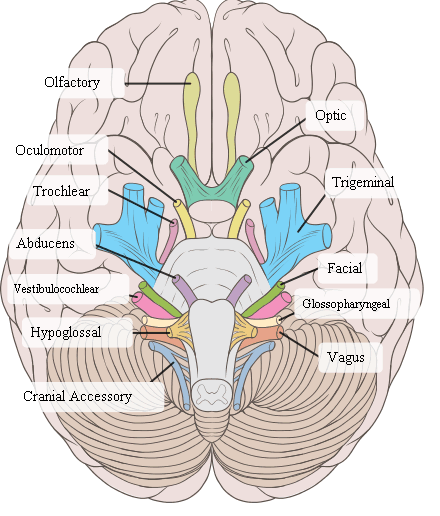 Olfactory
Optic
Oculomotor
Trochlear
Trigeminal
Abducens
Facial
Vestibulocochlear
Glossopharyngeal
Hypoglossal
Vagus
Cranial Accessory